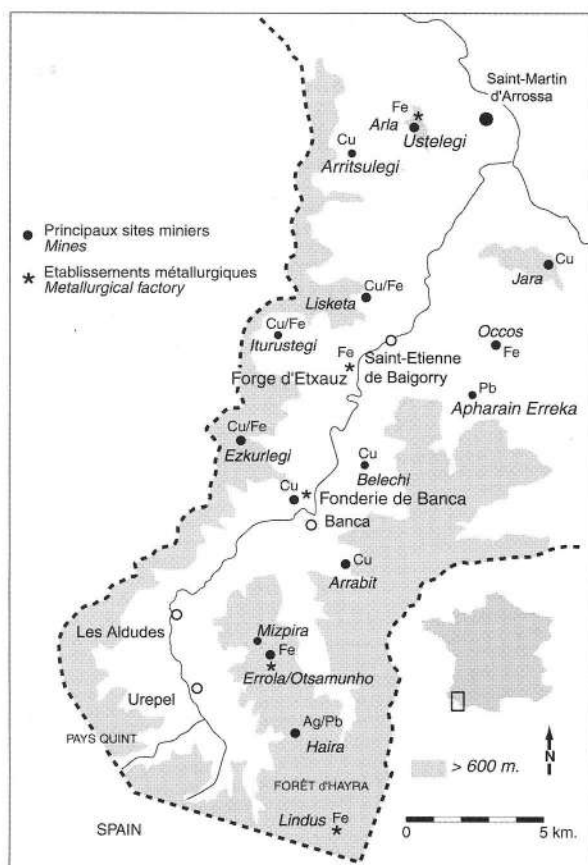 Saint-Martin
d'Arrossa
Fe
Arla
Ustelegi
Cu
Arritsulegi
Principaux sites miniers
Mines
Etablissements métallurgiques
Metallurgical factory
Cu
Jara
Cu/Fe
Lisketa
Cu/Fe
Iturustegi
Occos
Fe
Fe
Saint-Etienne
de Baigorry
Forge d'Etxauz
Pb
Apharain Erreka
Cu/Fe
Ezkurlegi
Cu
Belechi
Cu
Fonderie de Banca
Banca
Cu
Arrabit
Les Aldudes
Mizpira
Fe
Errola/Otsamunho
Urepel
PAYS QUINT
Ag/Pb
Haira
FORÊT d'HAYRA
> 600 m.
N
Lindus Fe
SPAIN
0 5 km.